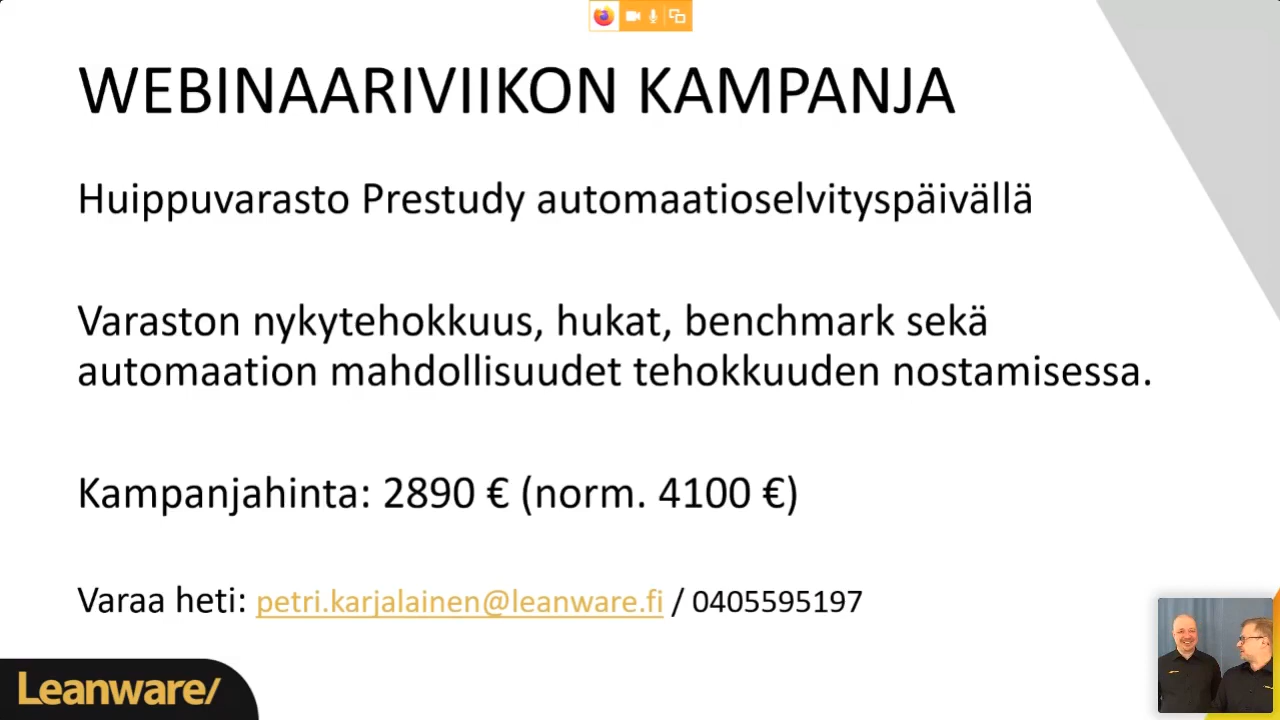 WEBINAARIVIIKON KAMPANJA
Huippuvarasto Prestudy automaatioselvityspäivällä
Varaston nykytehokkuus, hukat, benchmark sekä
automaation mahdollisuudet tehokkuuden nostamisessa.
Kampanjahinta: 2890 € (norm. 4100 €)
Varaa heti: petri.karjalainen@leanware.fi / 0405595197
Leanware/